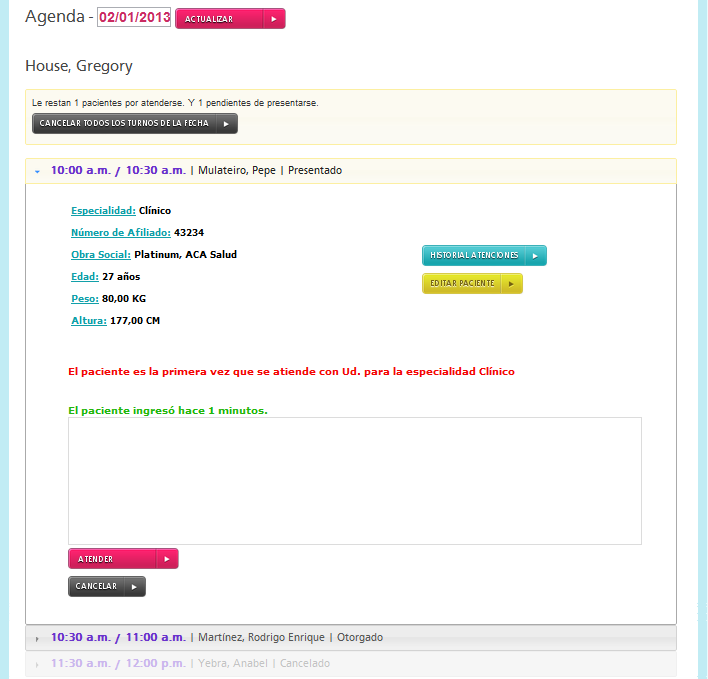 Agenda - 02/01/2013 ACTUALIZAR
House, Gregory
Le restan 1 pacientes por atenderse. Y 1 pendientes de presentarse.
CANCELAR TODOS LOS TURNOS DE LA FECHA
10:00 a.m. / 10:30 a.m. | Mulateiro, Pepe | Presentado
Especialidad: Clínico
Número de Afiliado: 43234
Obra Social: Platinum, ACA Salud
HISTORIAL ATENCIONES
Edad: 27 años
EDITAR PACIENTE
Peso: 80,00 KG
Altura: 177,00 CM
El paciente es la primera vez que se atiende con Ud. para la especialidad Clínico
El paciente ingresó hace 1 minutos.
ATENDER
CANCELAR
10:30 a.m. / 11:00 a.m. | Martínez, Rodrigo Enrique | Otorgado
11:30 a.m. / 12:00 p.m. | Yebra, Anabel | Cancelado